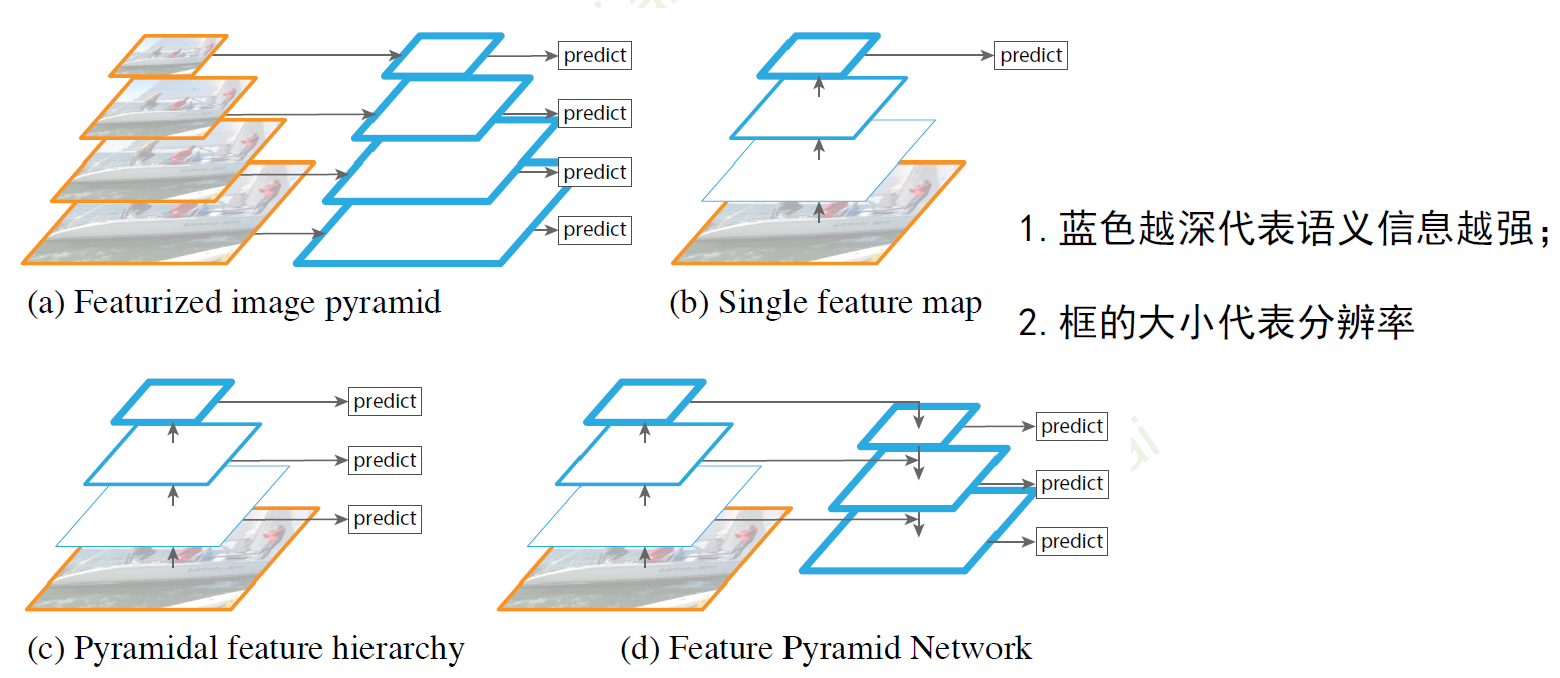 predict
predict
predict
predict
(a) Featurized image pyramid
predict
(b) Single feature map
1.蓝色越深代表语义信息越强；
2.框的大小代表分辨率
predict
predict
predict
(c) Pyramidal feature hierarchy
predict
predict
predict
(d) Feature Pyramid Network